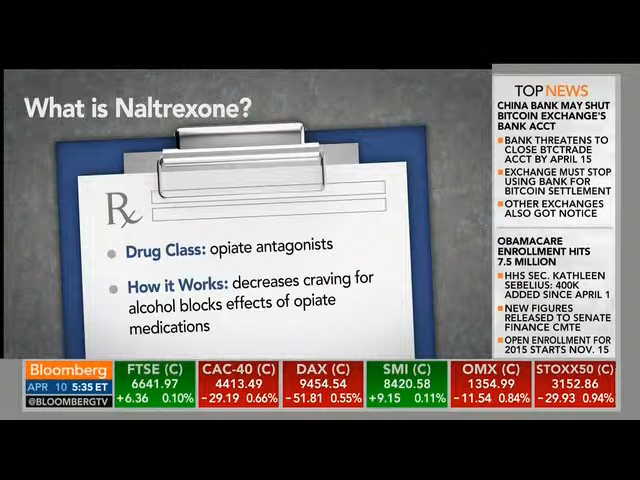 What is Naltrexone?
Rx
Drug Class: opiate antagonists
How it Works: decreases craving for
alcohol blocks effects of opiate
medications
TOPNEWS
CHINA BANK MAY SHUT
BITCOIN EXCHANGE'S
BANK ACCT
BANK THREATENS TO
CLOSE BTCTRADE
ACCT BY APRIL 15
EXCHANGE MUST STOP
USING BANK FOR
BITCOIN SETTLEMENT
OTHER EXCHANGES
ALSO GOT NOTICE
OBAMACARE
ENROLLMENT HITS
7.5 MILLION
HHS SEC. KATHLEEN
SEBELIUS: 400K
ADDED SINCE APRIL 1
NEW FIGURES
RELEASED TO SENATE
FINANCE CMTE
OPEN ENROLLMENT FOR
2015 STARTS NOV. 15
Bloomberg
APR 10 5:35 ET
@BLOOMBERGTV
FTSE (C)
6641.97
+6.36 0.10%
CAC-40 (C)
4413.49
-29.19 0.66%
DAX (C)
9454.54
-51.81 0.55%
SMI (C)
8420.58
+9.15 0.11%
OMX (C)
1354.99
-11.54 0.84%
STOXX50 (C)
3152.86
-29.93 0.94%